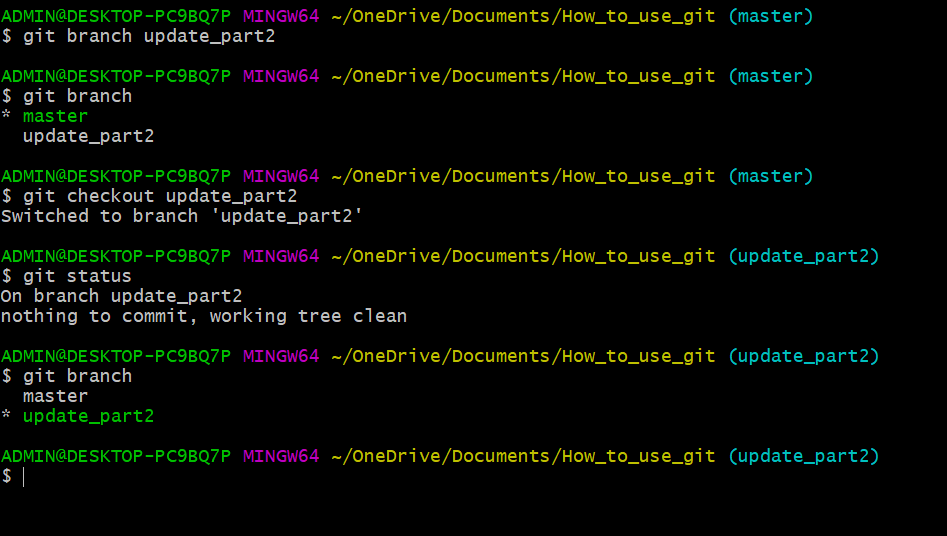 ADMIN@DESKTOP-PC9BQ7P MINGW64 ~/OneDrive/Documents/How_to_use_git (master)
$ git branch update_part2
ADMIN@DESKTOP-PC9BQ7P MINGW64 ~/OneDrive/Documents/How_to_use_git (master)
$ git branch
* master
  update_part2
ADMIN@DESKTOP-PC9BQ7P MINGW64 ~/OneDrive/Documents/How_to_use_git (master)
$ git checkout update_part2
Switched to branch 'update_part2'
ADMIN@DESKTOP-PC9BQ7P MINGW64 ~/OneDrive/Documents/How_to_use_git (update_part2)
$ git status
On branch update_part2
nothing to commit, working tree clean
ADMIN@DESKTOP-PC9BQ7P MINGW64 ~/OneDrive/Documents/How_to_use_git (update_part2)
$ git branch
  master
* update_part2
ADMIN@DESKTOP-PC9BQ7P MINGW64 ~/OneDrive/Documents/How_to_use_git (update_part2)
$